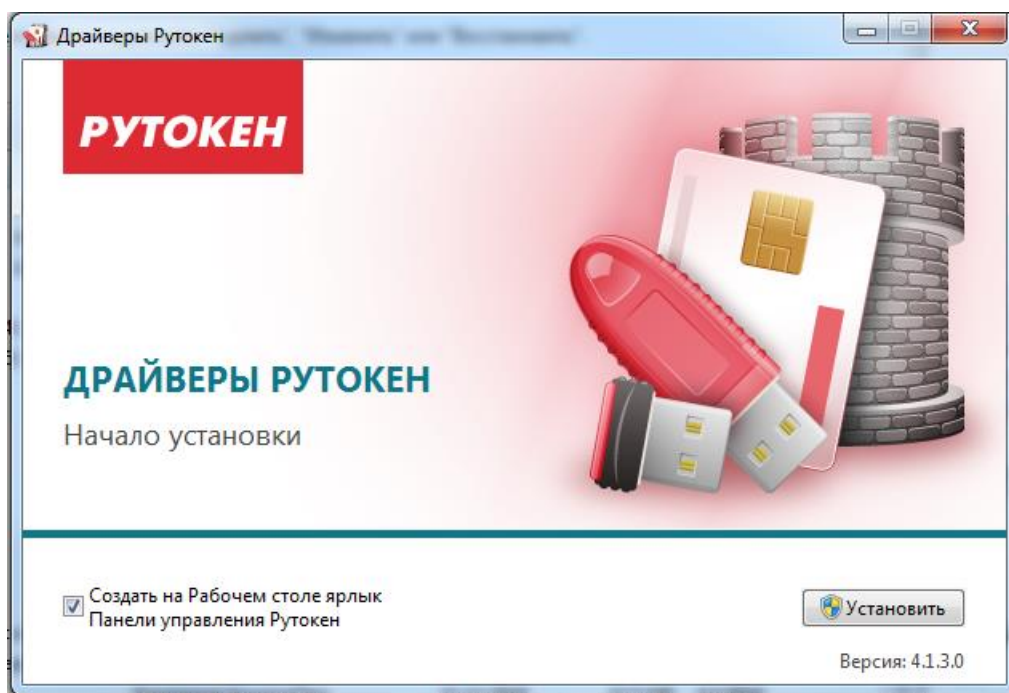 Драйверы Рутокен
РУТОКЕН
ДРАЙВЕРЫ РУТОКЕН
Начало установки
Создать на Рабочем столе ярлык
Панели управления Рутокен
Установить
Версия: 4.1.3.0